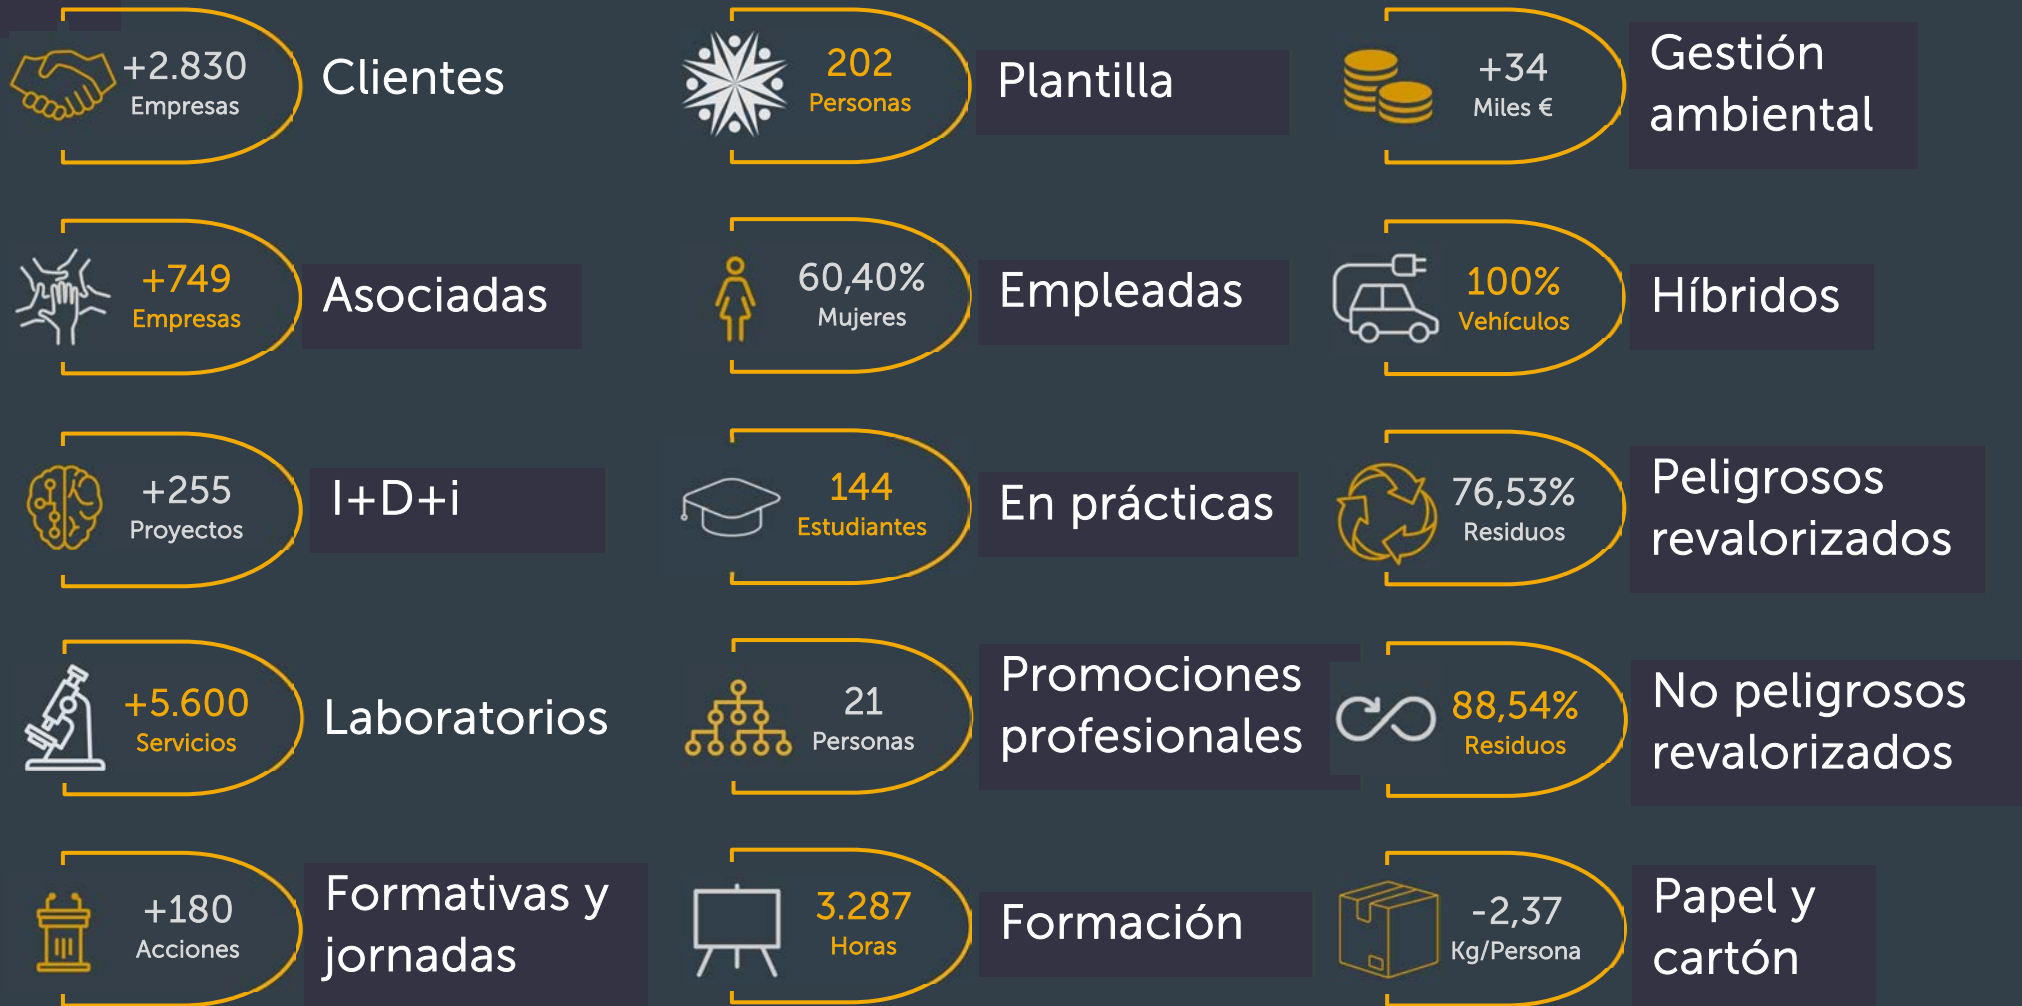 +2.830
Empresas
Clientes
202
Personas
Plantilla
+34
Miles €
Gestión
ambiental
+749
Empresas
Asociadas
60,40%
Mujeres
Empleadas
100%
Vehículos
Híbridos
+255
Proyectos
I+D+i
144
Estudiantes
En prácticas
76,53%
Residuos
Peligrosos
revalorizados
+5.600
Servicios
Laboratorios
21
Personas
Promociones
profesionales
88,54%
Residuos
No peligrosos
revalorizados
+180
Acciones
Formativas y
jornadas
3.287
Horas
Formación
-2,37
Kg/Persona
Papel y
cartón